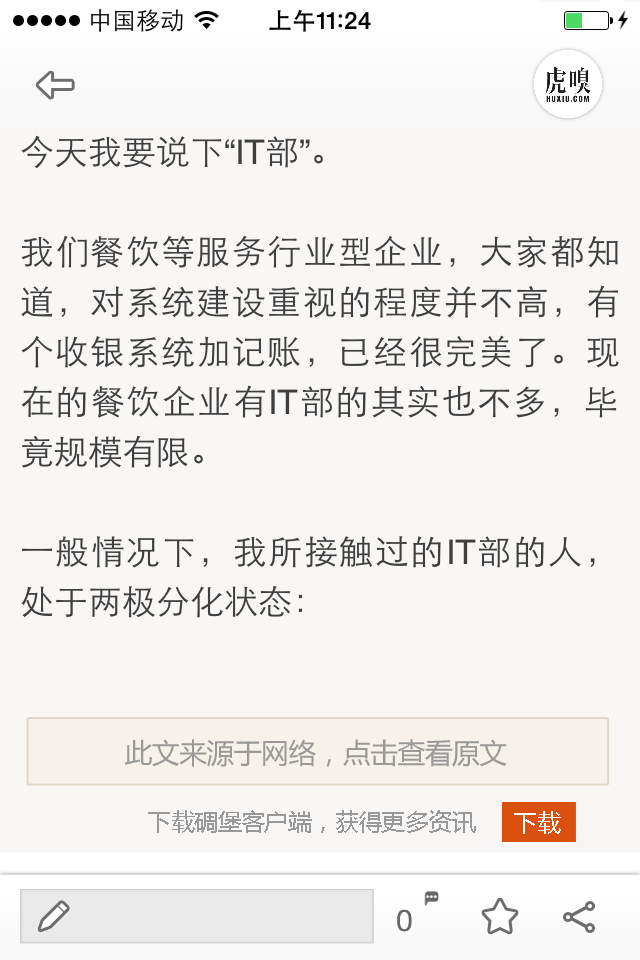 中国移动 上午11:24
虎嗅
HUXIU.COM
今天我要说下“IT部”。
我们餐饮等服务行业型企业，大家都知
道，对系统建设重视的程度并不高，有
个收银系统加记账，已经很完美了。现
在的餐饮企业有IT部的其实也不多，毕
竟规模有限。
一般情况下，我所接触过的IT部的人，
处于两极分化状态：
此文来源于网络，点击查看原文
下载碉堡客户端，获得更多资讯 下载
0